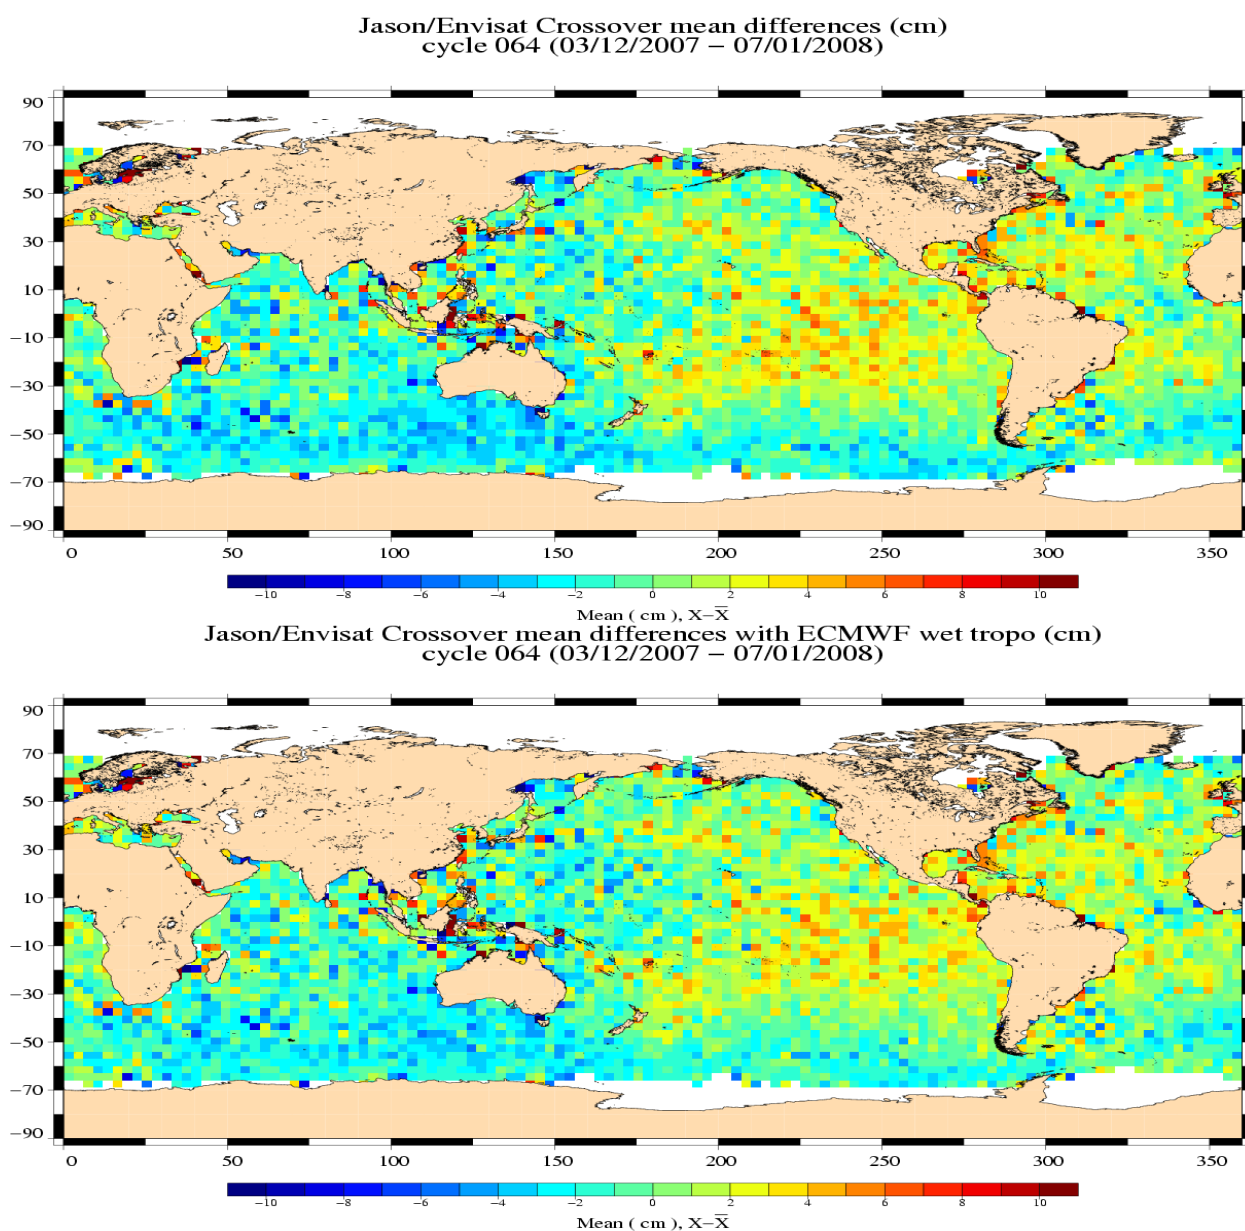 Jason/Envisat Crossover mean differences (cm)
cycle 064 (03/12/2007 − 07/01/2008)
90
70
50
30
10
−10
−30
−50
−70
−90
0 50 100 150 200 250 300 350
−10 −8 −6 −4 −2 0 2 4 6 8 10
Mean ( cm ), X−X̅
Jason/Envisat Crossover mean differences with ECMWF wet tropo (cm)
cycle 064 (03/12/2007 − 07/01/2008)
90
70
50
30
10
−10
−30
−50
−70
−90
0 50 100 150 200 250 300 350
−10 −8 −6 −4 −2 0 2 4 6 8 10
Mean ( cm ), X−X̅